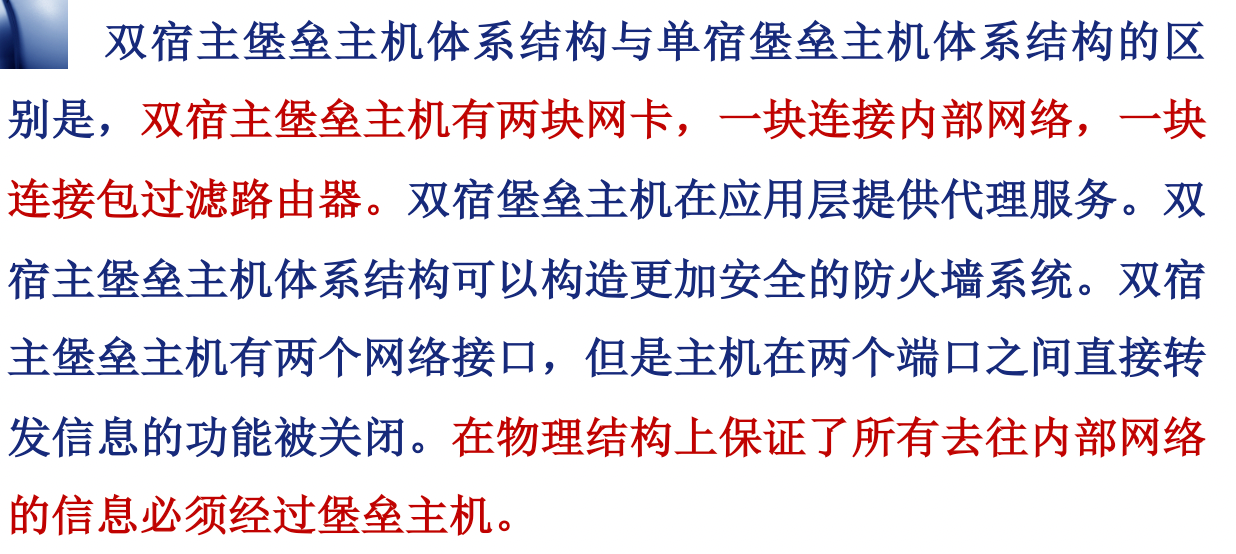 双宿主堡垒主机体系结构与单宿堡垒主机体系结构的区
别是，双宿主堡垒主机有两块网卡，一块连接内部网络，一块
连接包过滤路由器。双宿堡垒主机在应用层提供代理服务。双
宿主堡垒主机体系结构可以构造更加安全的防火墙系统。双宿
主堡垒主机有两个网络接口，但是主机在两个端口之间直接转
发信息的功能被关闭。在物理结构上保证了所有去往内部网络
的信息必须经过堡垒主机。